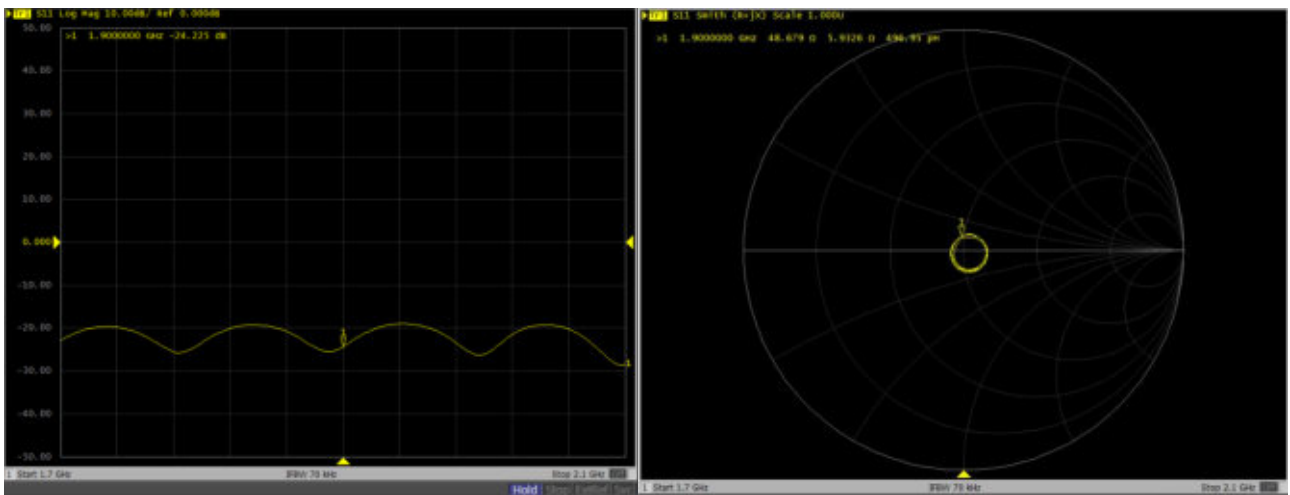 Tr1 S11 Log Mag 10.00dB/ Ref 0.000dB
50.00
>1 1.9000000 GHz -24.225 dB
40.00
30.00
20.00
10.00
0.000
-10.00
-20.00
1
-30.00
1
-40.00
-50.00
1 Start 1.7 GHz IFBW 70 kHz Stop 2.1 GHz
Hold
Tr1 S11 Smith (R+jX) Scale 1.000U
>1 1.9000000 GHz 48.679 Ω 5.9326 Ω 496.95 pH
1
1 Start 1.7 GHz IFBW 70 kHz Stop 2.1 GHz